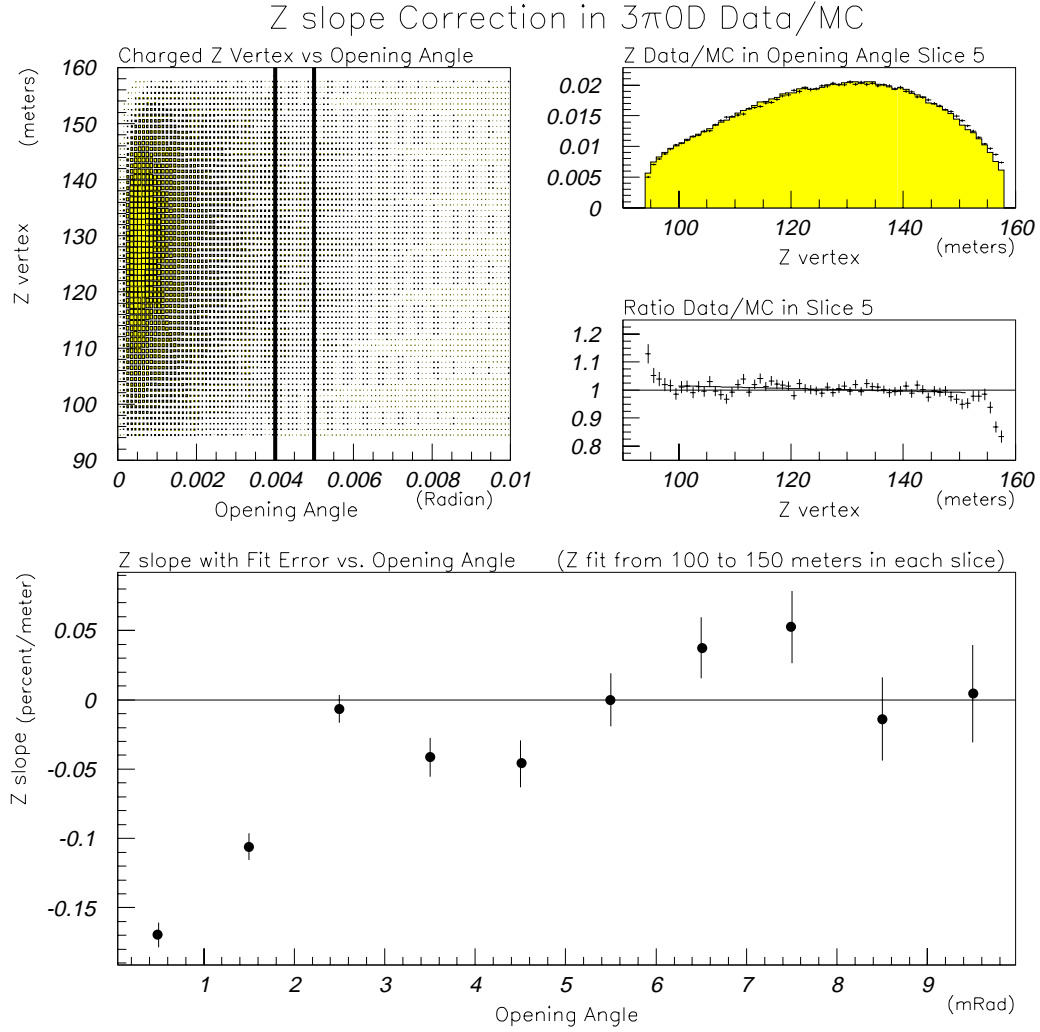 Z slope Correction in 3π0D Data/MC
Charged Z Vertex vs Opening Angle
160
150
140
130
120
110
100
90
(meters)
Z vertex
0 0.002 0.004 0.006 0.008 0.01
(Radian)
Opening Angle
Z Data/MC in Opening Angle Slice 5
0.02
0.015
0.01
0.005
0
100 120 140 160
(meters)
Z vertex
Ratio Data/MC in Slice 5
1.2
1.1
1
0.9
0.8
100 120 140 160
(meters)
Z vertex
Z slope with Fit Error vs. Opening Angle (Z fit from 100 to 150 meters in each slice)
0.05
0
-0.05
-0.1
-0.15
Z slope (percent/meter)
1 2 3 4 5 6 7 8 9
(mRad)
Opening Angle